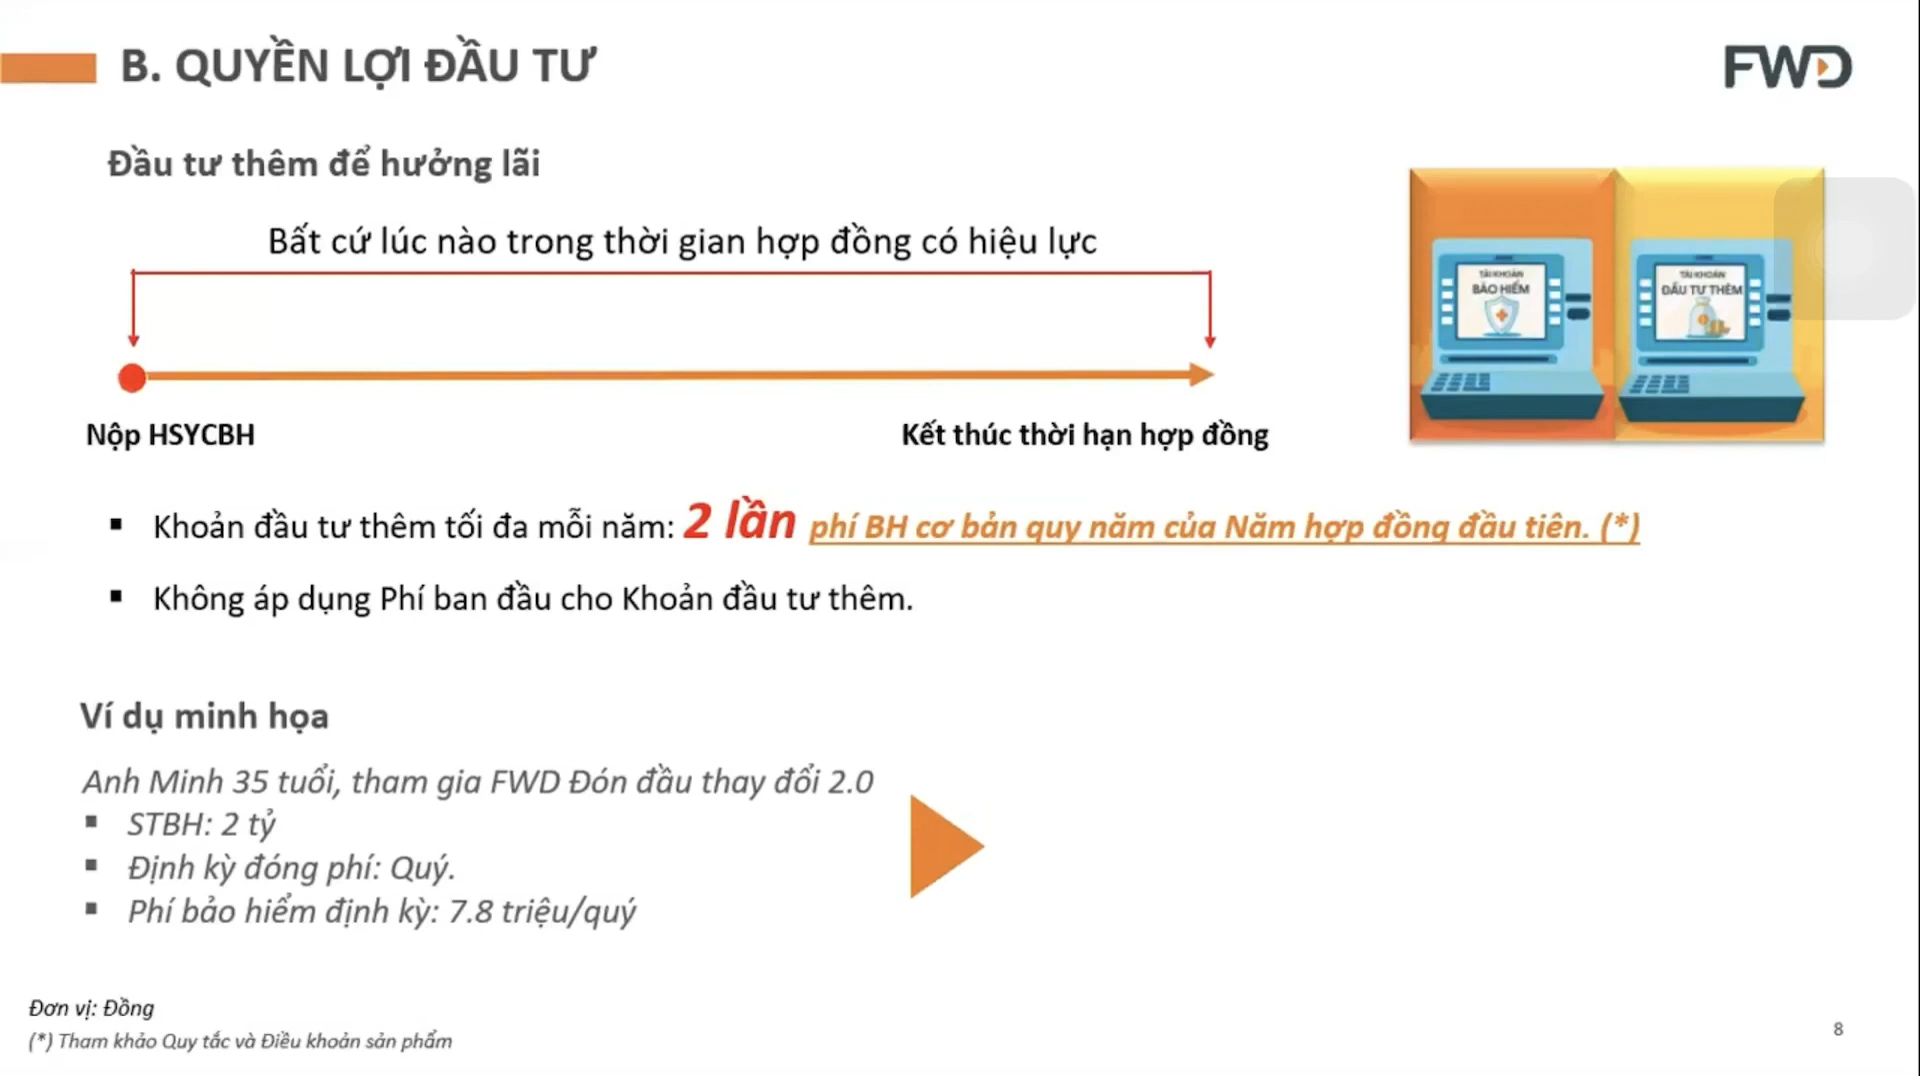 B. QUYỀN LỢI ĐẦU TƯ
FWD
Đầu tư thêm để hưởng lãi
Bất cứ lúc nào trong thời gian hợp đồng có hiệu lực
TÀI KHOẢN
BẢO HIỂM
TÀI KHOẢN
ĐẦU TƯ THÊM
Nộp HSYCBH
Kết thúc thời hạn hợp đồng
▪ Khoản đầu tư thêm tối đa mỗi năm: 2 lần phí BH cơ bản quy năm của Năm hợp đồng đầu tiên. (*)
▪ Không áp dụng Phí ban đầu cho Khoản đầu tư thêm.
Ví dụ minh họa
Anh Minh 35 tuổi, tham gia FWD Đón đầu thay đổi 2.0
▪ STBH: 2 tỷ
▪ Định kỳ đóng phí: Quý.
▪ Phí bảo hiểm định kỳ: 7.8 triệu/quý
Đơn vị: Đồng
(*) Tham khảo Quy tắc và Điều khoản sản phẩm
8